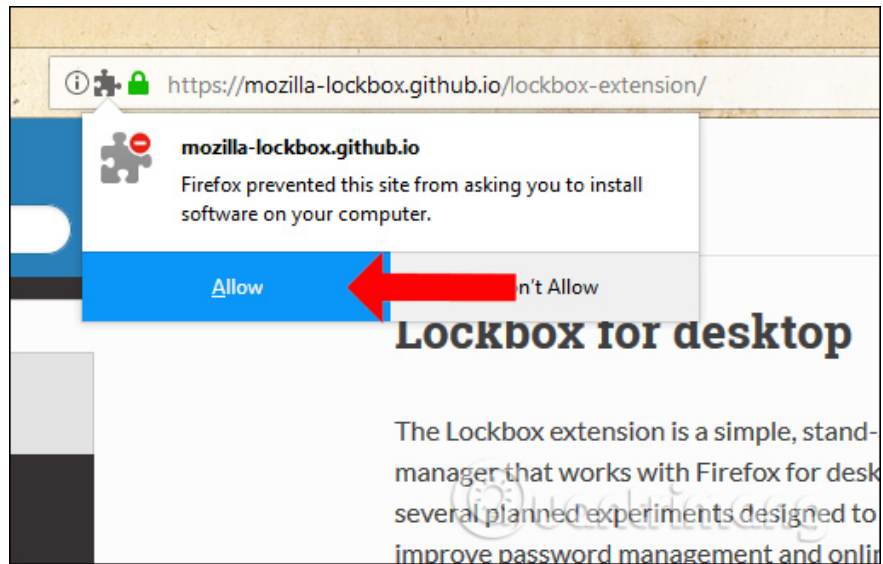 https://mozilla-lockbox.github.io/lockbox-extension/
mozilla-lockbox.github.io
Firefox prevented this site from asking you to install
software on your computer.
Allow
n't Allow
Lockbox for desktop
The Lockbox extension is a simple, stand-
manager that works with Firefox for desk
several planned experiments designed to
improve password management and onlin
Quantrimang